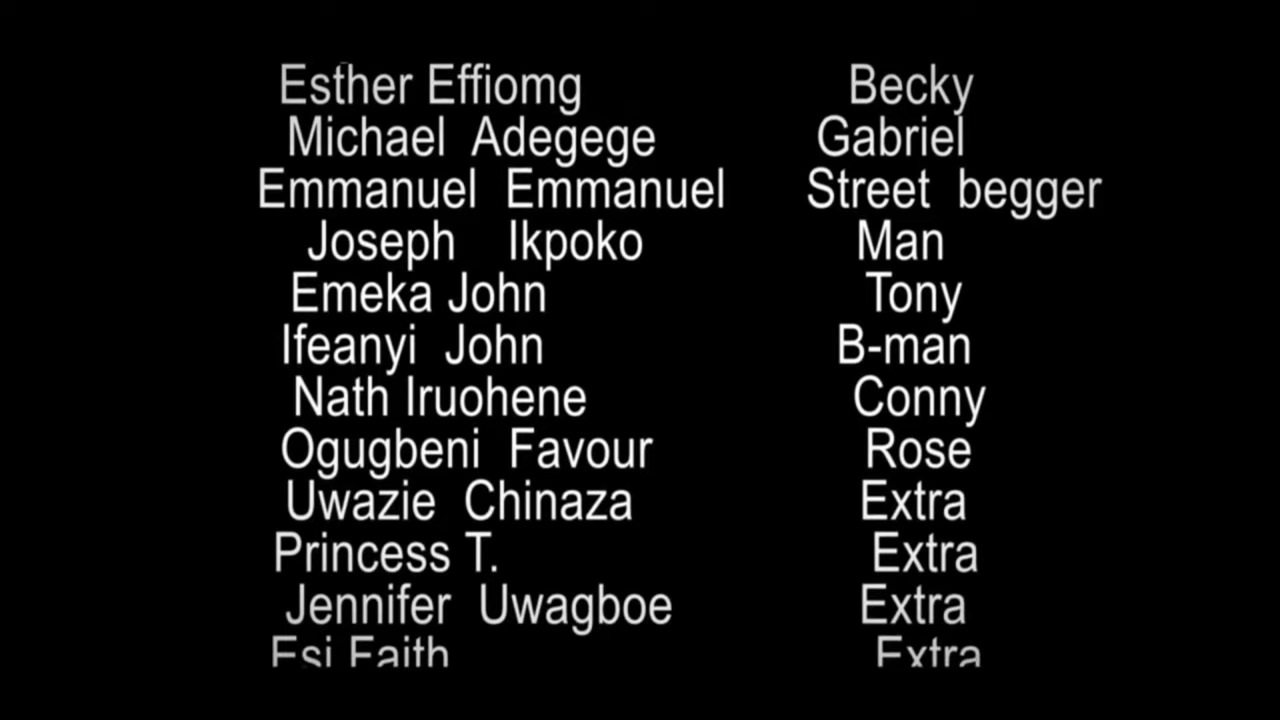 Esther Effiomg Becky
Michael Adegege Gabriel
Emmanuel Emmanuel Street begger
Joseph Ikpoko Man
Emeka John Tony
Ifeanyi John B-man
Nath Iruohene Conny
Ogugbeni Favour Rose
Uwazie Chinaza Extra
Princess T. Extra
Jennifer Uwagboe Extra
Esi Faith Extra